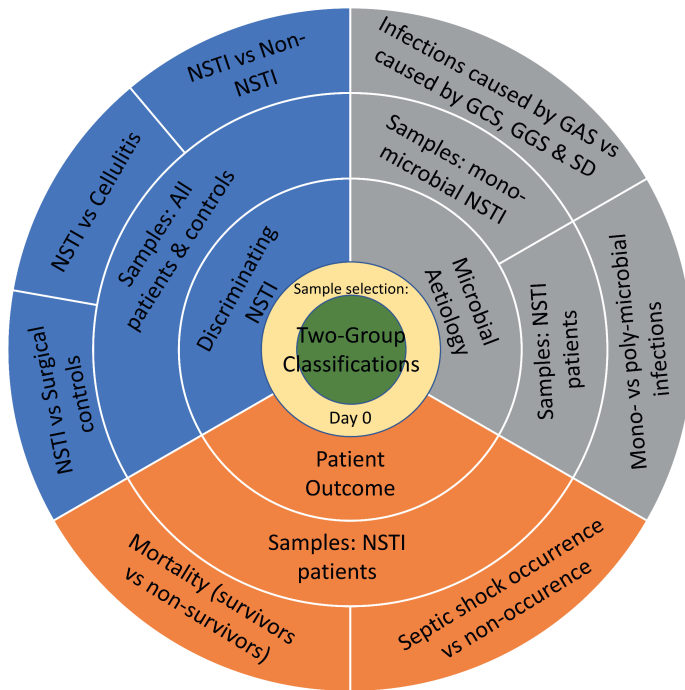 Sample selection:
Two-Group
Classifications
Day 0
Discriminating
NSTI
Samples: All
patients & controls
NSTI vs Surgical
controls
NSTI vs Cellulitis
NSTI vs Non-
NSTI
Microbial
Aetiology
Samples: mono-
microbial NSTI
Infections caused by GAS vs
caused by GCS, GGS & SD
Samples: NSTI
patients
Mono- vs poly-microbial
infections
Patient
Outcome
Samples: NSTI
patients
Mortality (survivors
vs non-survivors)
Septic shock occurrence
vs non-occurence